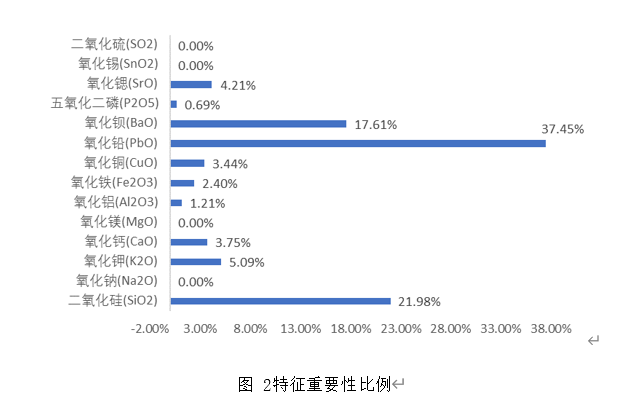 二氧化硫(SO2) 0.00%
氧化锡(SnO2) 0.00%
氧化锶(SrO) 4.21%
五氧化二磷(P2O5) 0.69%
氧化钡(BaO) 17.61%
氧化铅(PbO) 37.45%
氧化铜(CuO) 3.44%
氧化铁(Fe2O3) 2.40%
氧化铝(Al2O3) 1.21%
氧化镁(MgO) 0.00%
氧化钙(CaO) 3.75%
氧化钾(K2O) 5.09%
氧化钠(Na2O) 0.00%
二氧化硅(SiO2) 21.98%
-2.00% 3.00% 8.00% 13.00% 18.00% 23.00% 28.00% 33.00% 38.00%
图 2特征重要性比例